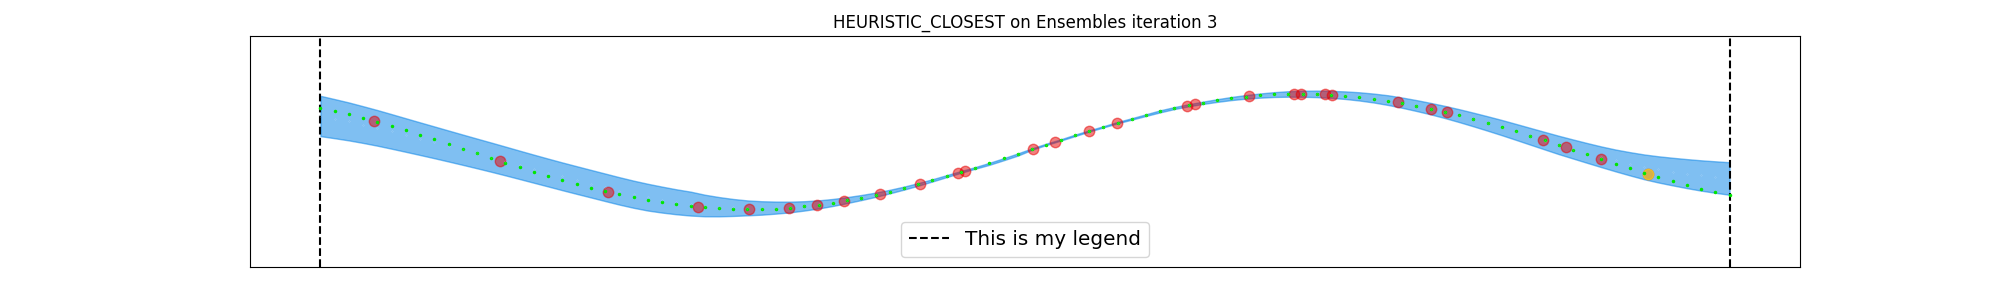 HEURISTIC_CLOSEST on Ensembles iteration 3
This is my legend